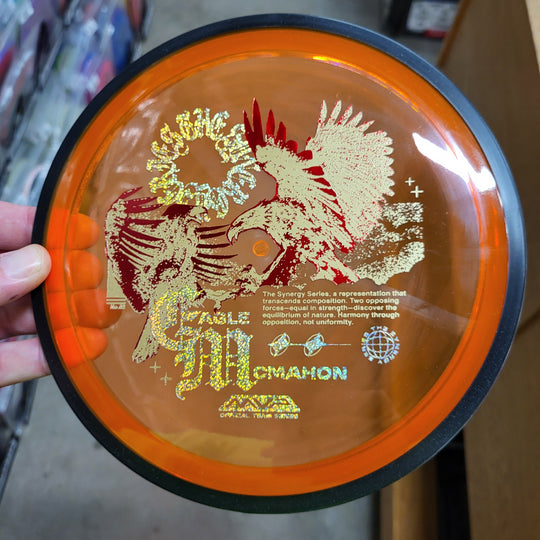 The Synergy Series, a representation that
transcends composition. Two opposing
forces—equal in strength—discover the
equilibrium of nature. Harmony through
opposition, not uniformity.
EAGLE
MCMAHON
MVP
OFFICIAL TEAM SERIES